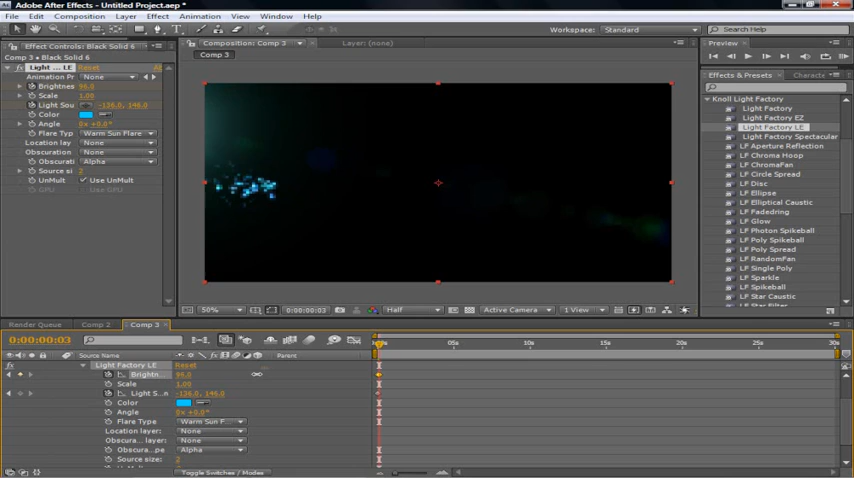 Adobe After Effects - Untitled Project.aep *
File Edit Composition Layer Effect Animation View Window Help
Workspace: Standard Search Help
Effect Controls: Black Solid 6
Comp 3 • Black Solid 6
Light ... LE Reset
Animation Pr None
Brightnes 96.0
Scale 1.00
Light Sou -136.0, 146.0
Color
Angle 0x +0.0°
Flare Typ Warm Sun Flare
Location lay None
Obscuration None
Obscurati Alpha
Source si 2
UnMult Use UnMult
GPU Use GPU
Composition: Comp 3 Layer: (none)
Comp 3
50% 0:00:00:03 Half Active Camera 1 View
Preview
Effects & Presets Characte
Knoll Light Factory
Light Factory
Light Factory EZ
Light Factory LE
Light Factory Spectacular
LF Aperture Reflection
LF Chroma Hoop
LF ChromaFan
LF Circle Spread
LF Disc
LF Ellipse
LF Elliptical Caustic
LF Fadedring
LF Glow
LF Photon Spikeball
LF Poly Spikeball
LF Poly Spread
LF RandomFan
LF Single Poly
LF Sparkle
LF Spikeball
LF Star Caustic
LF Star Filter
Render Queue Comp 2 Comp 3
0:00:00:03
Source Name Parent
05s 10s 15s 20s 25s 30s
Light Factory LE Reset
Brightn... 96.0
Scale 1.00
Light S...n -136.0, 146.0
Color
Angle 0x +0.0°
Flare Type Warm Sun F...
Location layer: None
Obscura... layer: None
Obscura...pe Alpha
Source size: 2
Toggle Switches / Modes